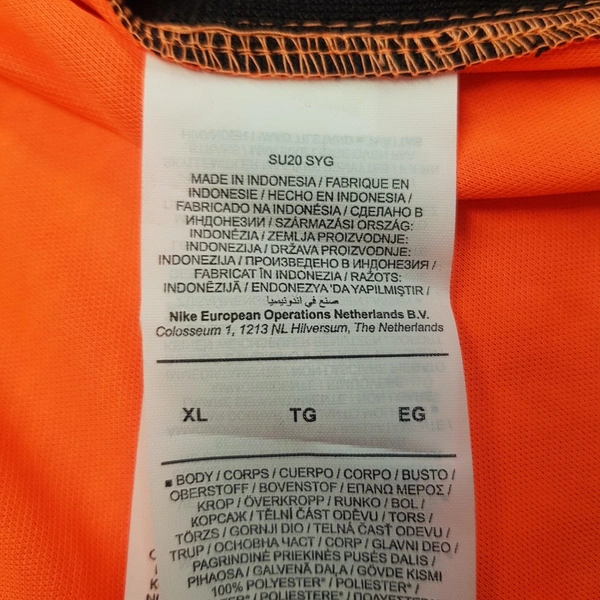 SU20 SYG
MADE IN INDONESIA / FABRIQUE EN
INDONESIE / HECHO EN INDONESIA /
FABRICADO NA INDONÉSIA / СДЕЛАНО В
ИНДОНЕЗИИ / SZÁRMAZÁSI ORSZÁG:
INDONÉZIA / ZEMLJA PROIZVODNJE:
INDONEZIJA / DRŽAVA PROIZVODNJE:
INDONEZIJA / ПРОИЗВЕДЕНО В ИНДОНЕЗИЯ /
FABRICAT ÎN INDONEZIA / RAŽOTS:
INDONĒZIJĀ / ENDONEZYA'DA YAPILMIŞTIR /
صنع في اندونيسيا
Nike European Operations Netherlands B.V.
Colosseum 1, 1213 NL Hilversum, The Netherlands
XL TG EG
■ BODY / CORPS / CUERPO / CORPO / BUSTO /
OBERSTOFF / BOVENSTOF / ΕΠΑΝΩ ΜΕΡΟΣ /
KROP / ÖVERKROPP / RUNKO / BOL /
КОРСАЖ / TĚLNÍ ČÁST ODĚVU / TORS /
TÖRZS / GORNJI DIO / TELNÁ ČASŤ ODEVU /
TRUP / ОСНОВНА ЧАСТ / CORP / GLAVNI DEO /
PAGRINDINĖ PRIEKINĖS PUSĖS DALIS /
PIHAOSA / GALVENĀ DAĻA / GÖVDE KISMI
100% POLYESTER* / POLIESTER* /
POLIESTERE* / ΠΟΛΥΕΣΤΕΡ